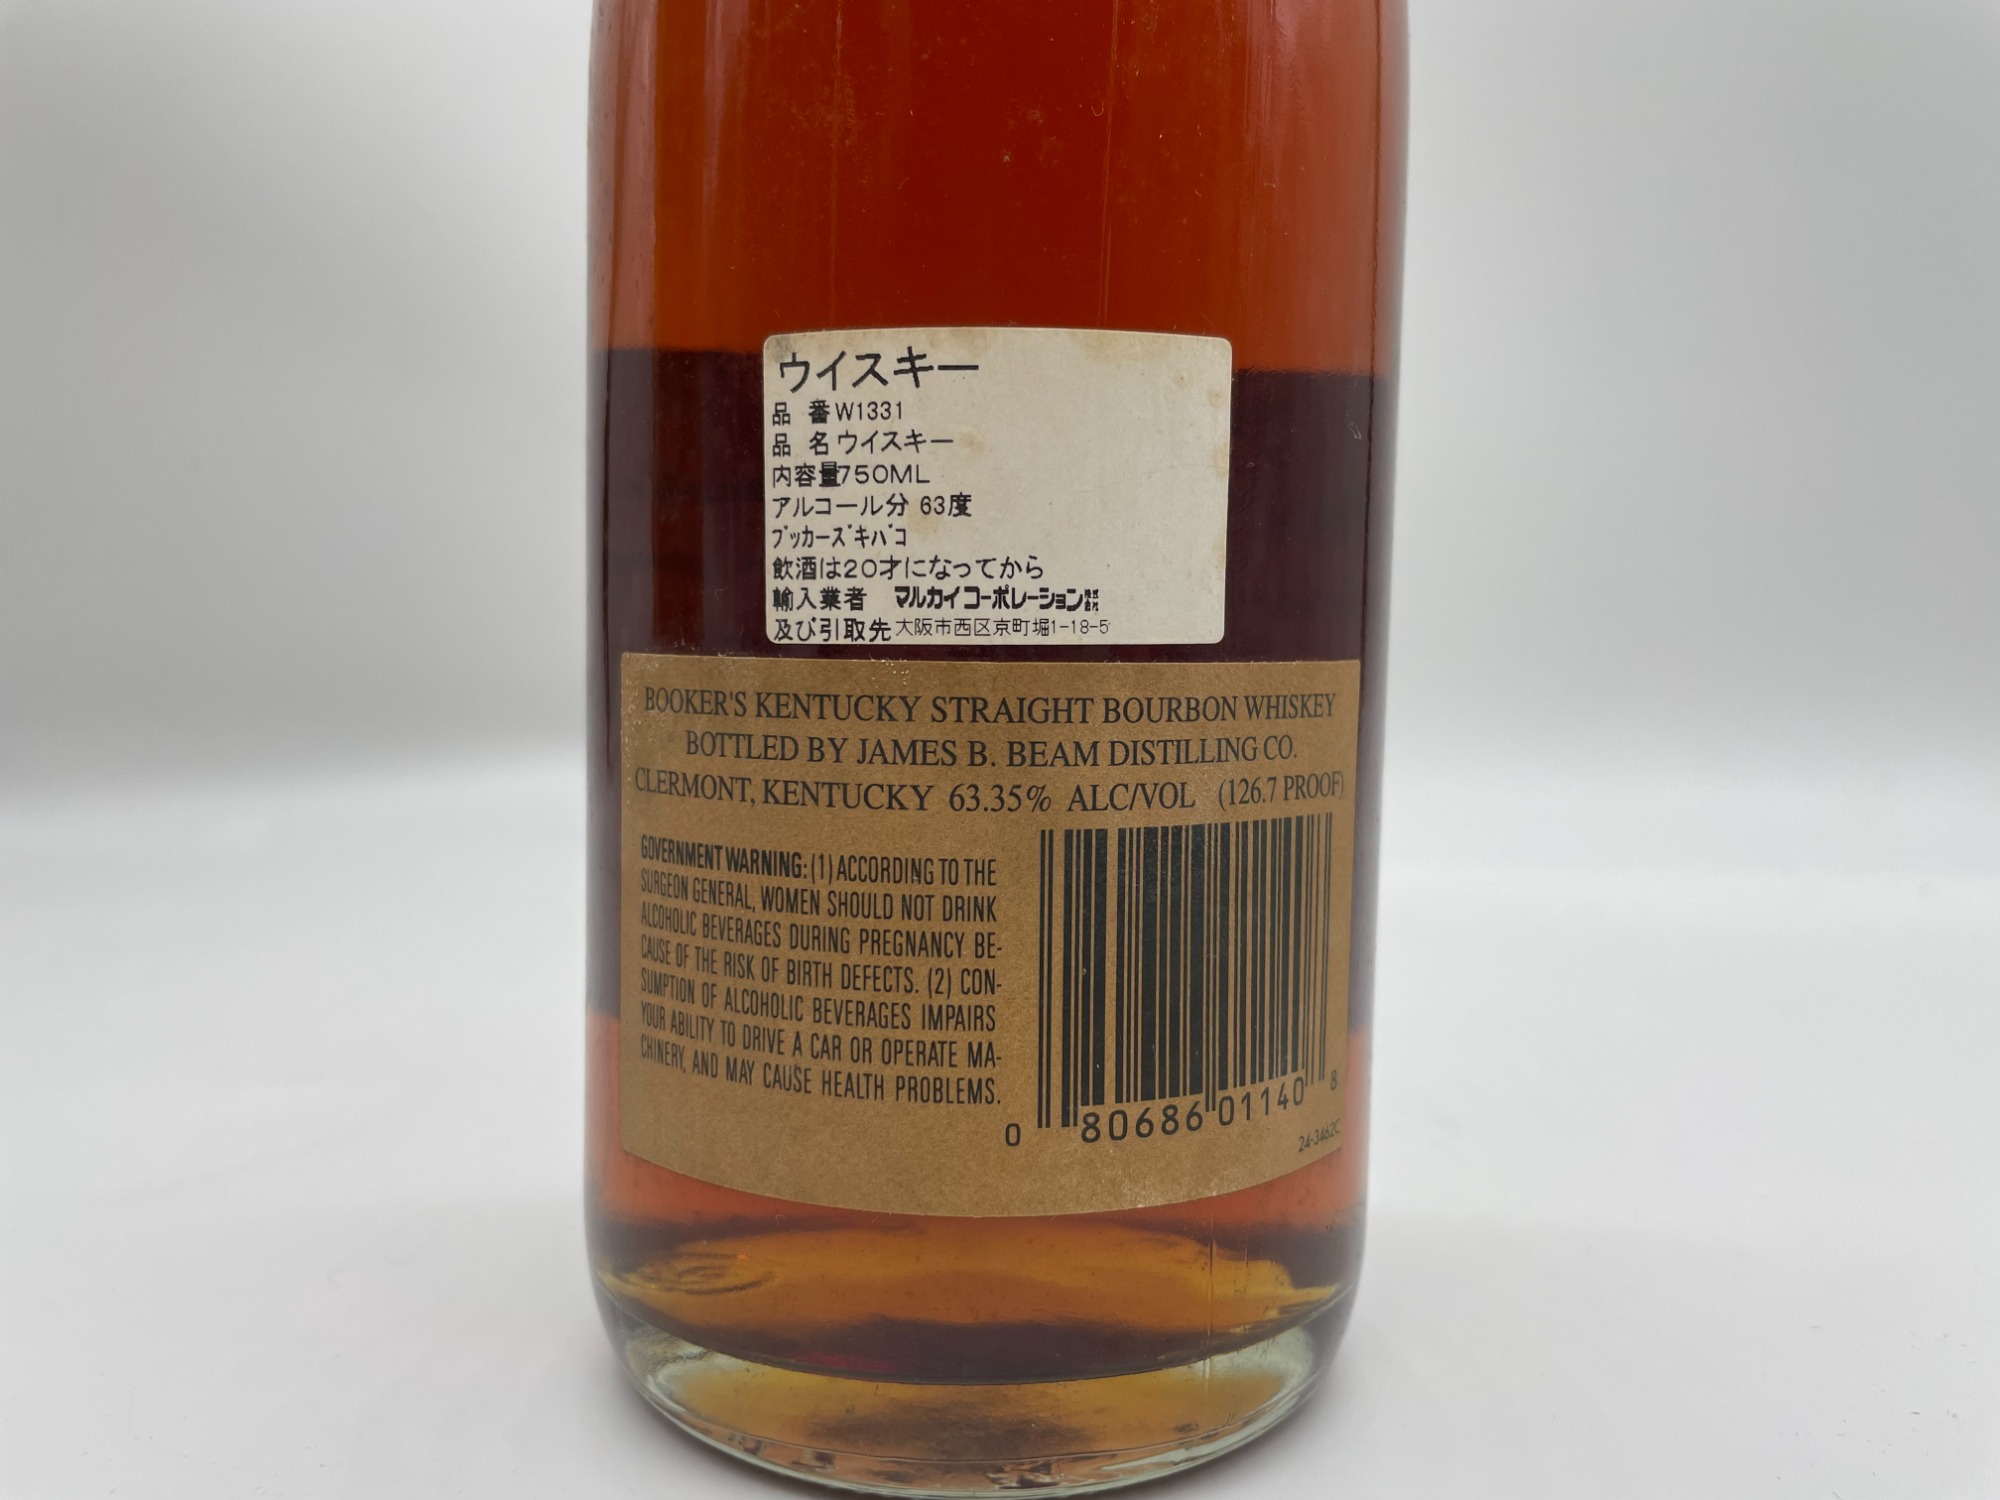 ウイスキー
品 番W1331
品 名ウイスキー
内容量750ML
アルコール分 63度
ブッカーズキバコ
飲酒は20才になってから
輸入業者 マルカイコーポレーション株式会社
及び引取先 大阪市西区京町堀1-18-5
BOOKER'S KENTUCKY STRAIGHT BOURBON WHISKEY
BOTTLED BY JAMES B. BEAM DISTILLING CO.
CLERMONT, KENTUCKY 63.35% ALC/VOL (126.7 PROOF)
GOVERNMENT WARNING: (1) ACCORDING TO THE
SURGEON GENERAL, WOMEN SHOULD NOT DRINK
ALCOHOLIC BEVERAGES DURING PREGNANCY BE-
CAUSE OF THE RISK OF BIRTH DEFECTS. (2) CON-
SUMPTION OF ALCOHOLIC BEVERAGES IMPAIRS
YOUR ABILITY TO DRIVE A CAR OR OPERATE MA-
CHINERY, AND MAY CAUSE HEALTH PROBLEMS.
0 80686 01140 8
24-3462C